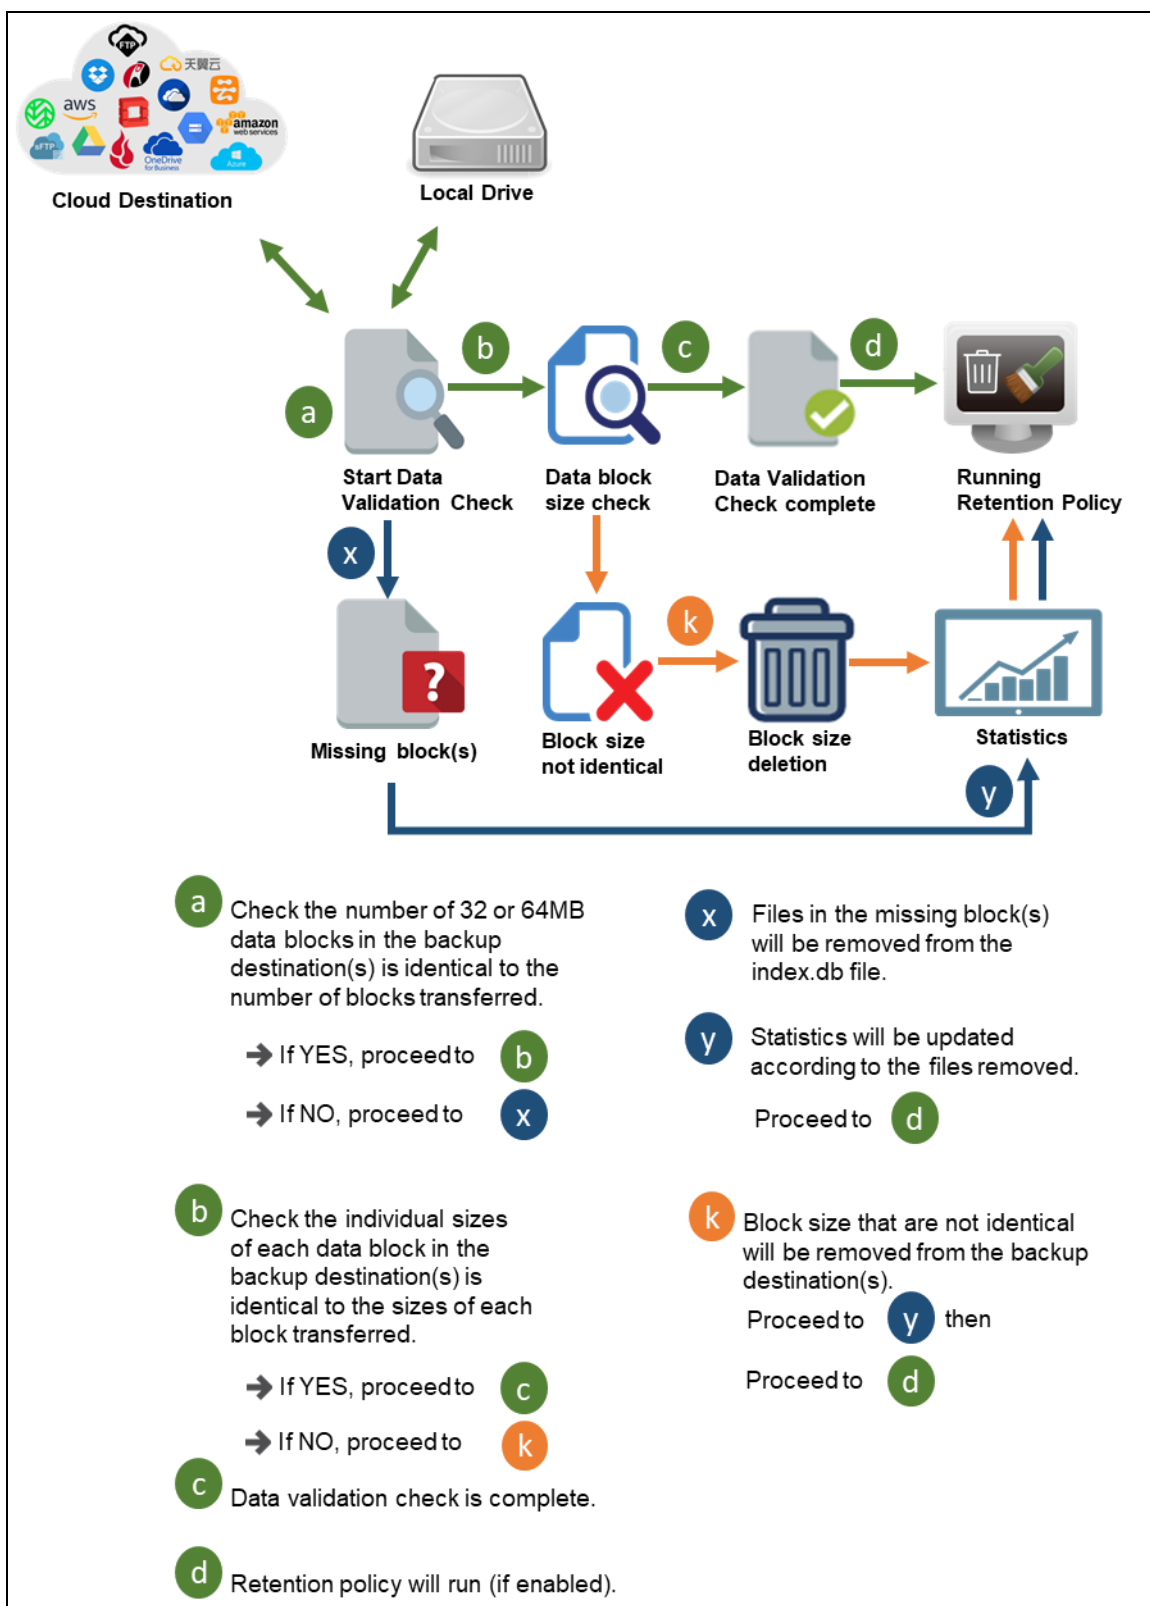 FTP
天翼云
aws
amazon
web services
sFTP
OneDrive
for Business
Azure
Cloud Destination
Local Drive
a
b
c
d
Start Data
Validation Check
Data block
size check
Data Validation
Check complete
Running
Retention Policy
x
k
?
Missing block(s)
Block size
not identical
Block size
deletion
Statistics
y
a
Check the number of 32 or 64MB
data blocks in the backup
destination(s) is identical to the
number of blocks transferred.
If YES, proceed to b
If NO, proceed to x
b
Check the individual sizes
of each data block in the
backup destination(s) is
identical to the sizes of each
block transferred.
If YES, proceed to c
If NO, proceed to k
c
Data validation check is complete.
d
Retention policy will run (if enabled).
x
Files in the missing block(s)
will be removed from the
index.db file.
y
Statistics will be updated
according to the files removed.
Proceed to d
k
Block size that are not identical
will be removed from the backup
destination(s).
Proceed to y then
Proceed to d